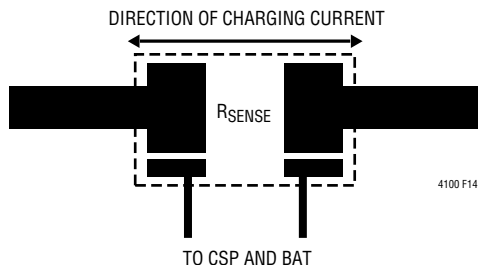 DIRECTION OF CHARGING CURRENT
RSENSE
4100 F14
TO CSP AND BAT